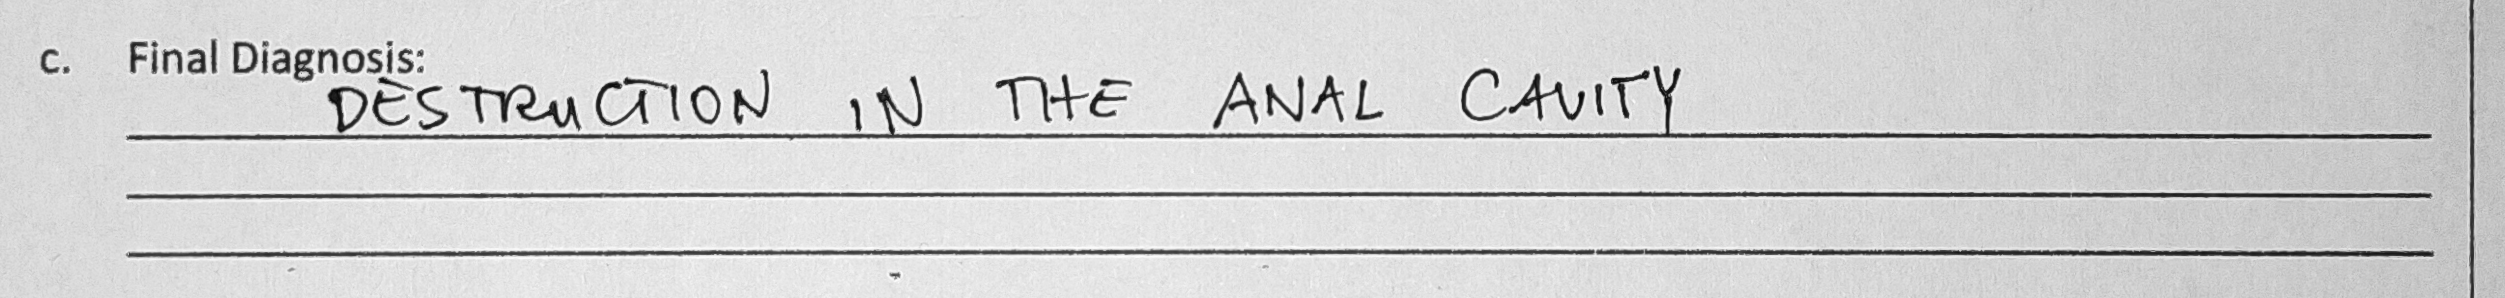 c. Final Diagnosis:
DESTRUCTION IN THE ANAL CAVITY